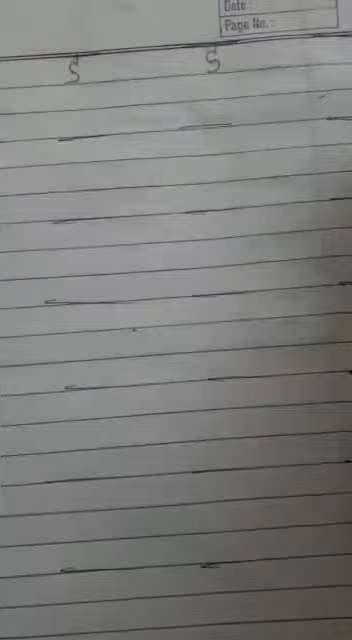 Date :
Page No. :
S S